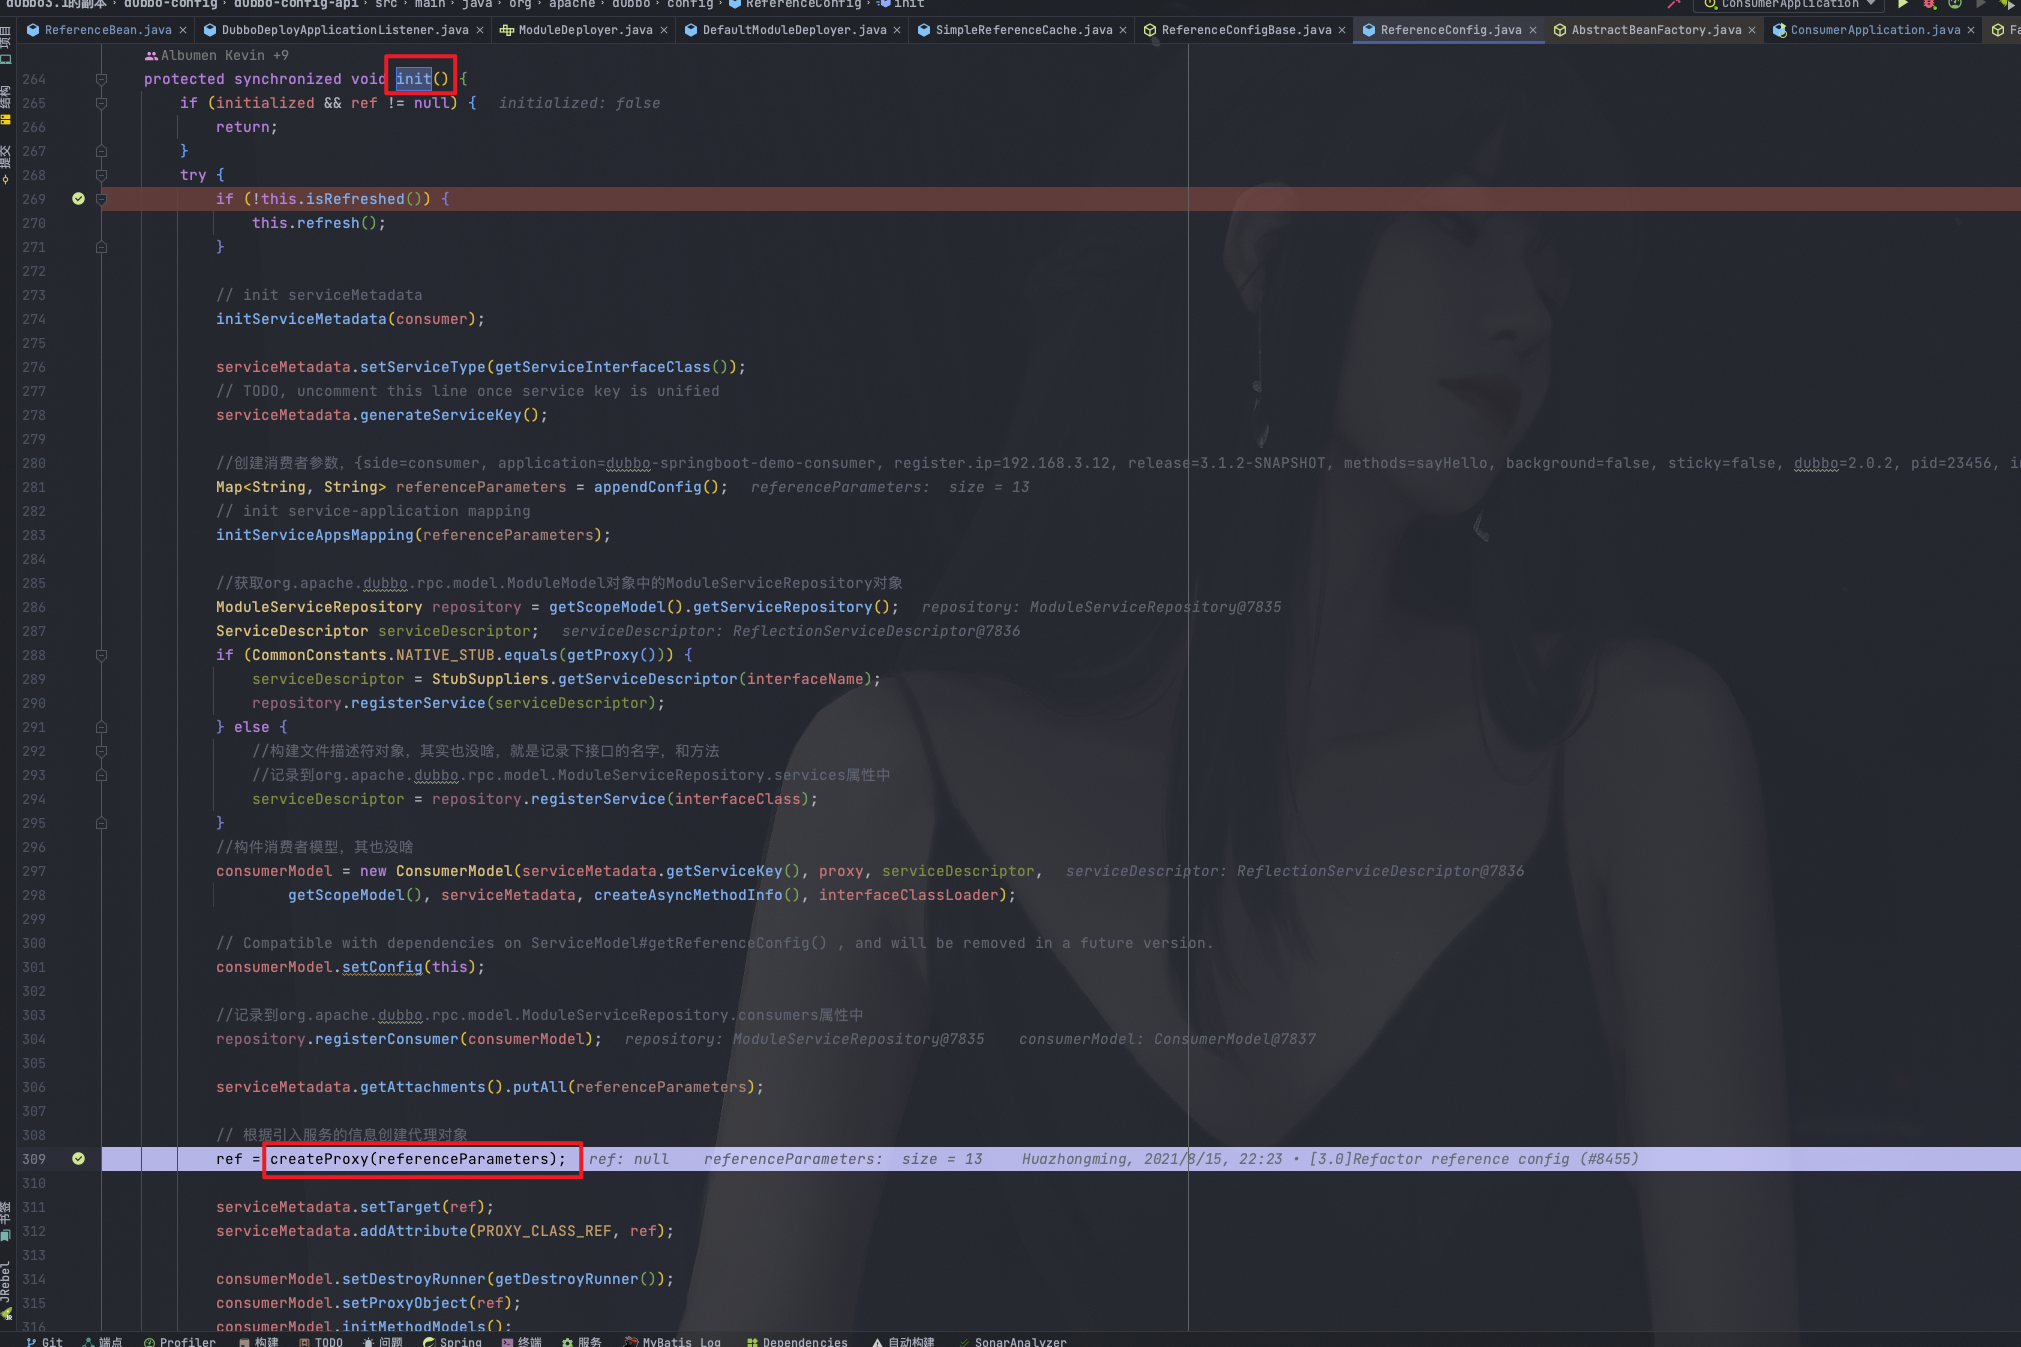 dubbo3.1的副本 › dubbo-config › dubbo-config-api › src › main › java › org › apache › dubbo › config › ReferenceConfig › init ConsumerApplication
ReferenceBean.java × DubboDeployApplicationListener.java × ModuleDeployer.java × DefaultModuleDeployer.java × SimpleReferenceCache.java × ReferenceConfigBase.java × ReferenceConfig.java × AbstractBeanFactory.java × ConsumerApplication.java ×
项目
结构
提交
书签
JRebel
Albumen Kevin +9
264 protected synchronized void init() {
265 if (initialized && ref != null) { initialized: false
266 return;
267 }
268 try {
269 if (!this.isRefreshed()) {
270 this.refresh();
271 }
272
273 // init serviceMetadata
274 initServiceMetadata(consumer);
275
276 serviceMetadata.setServiceType(getServiceInterfaceClass());
277 // TODO, uncomment this line once service key is unified
278 serviceMetadata.generateServiceKey();
279
280 //创建消费者参数，{side=consumer, application=dubbo-springboot-demo-consumer, register.ip=192.168.3.12, release=3.1.2-SNAPSHOT, methods=sayHello, background=false, sticky=false, dubbo=2.0.2, pid=23456,
281 Map<String, String> referenceParameters = appendConfig(); referenceParameters: size = 13
282 // init service-application mapping
283 initServiceAppsMapping(referenceParameters);
284
285 //获取org.apache.dubbo.rpc.model.ModuleModel对象中的ModuleServiceRepository对象
286 ModuleServiceRepository repository = getScopeModel().getServiceRepository(); repository: ModuleServiceRepository@7835
287 ServiceDescriptor serviceDescriptor; serviceDescriptor: ReflectionServiceDescriptor@7836
288 if (CommonConstants.NATIVE_STUB.equals(getProxy())) {
289 serviceDescriptor = StubSuppliers.getServiceDescriptor(interfaceName);
290 repository.registerService(serviceDescriptor);
291 } else {
292 //构建文件描述符对象，其实也没啥，就是记录下接口的名字，和方法
293 //记录到org.apache.dubbo.rpc.model.ModuleServiceRepository.services属性中
294 serviceDescriptor = repository.registerService(interfaceClass);
295 }
296 //构件消费者模型，其也没啥
297 consumerModel = new ConsumerModel(serviceMetadata.getServiceKey(), proxy, serviceDescriptor, serviceDescriptor: ReflectionServiceDescriptor@7836
298 getScopeModel(), serviceMetadata, createAsyncMethodInfo(), interfaceClassLoader);
299
300 // Compatible with dependencies on ServiceModel#getReferenceConfig() , and will be removed in a future version.
301 consumerModel.setConfig(this);
302
303 //记录到org.apache.dubbo.rpc.model.ModuleServiceRepository.consumers属性中
304 repository.registerConsumer(consumerModel); repository: ModuleServiceRepository@7835 consumerModel: ConsumerModel@7837
305
306 serviceMetadata.getAttachments().putAll(referenceParameters);
307
308 // 根据引入服务的信息创建代理对象
309 ref = createProxy(referenceParameters); ref: null referenceParameters: size = 13 Huazhongming, 2021/8/15, 22:23 • [3.0]Refactor reference config (#8455)
310
311 serviceMetadata.setTarget(ref);
312 serviceMetadata.addAttribute(PROXY_CLASS_REF, ref);
313
314 consumerModel.setDestroyRunner(getDestroyRunner());
315 consumerModel.setProxyObject(ref);
316 consumerModel.initMethodModels();
Git 端点 Profiler 构建 TODO 问题 Spring 终端 服务 MyBatis Log Dependencies 自动构建 SonarAnalyzer